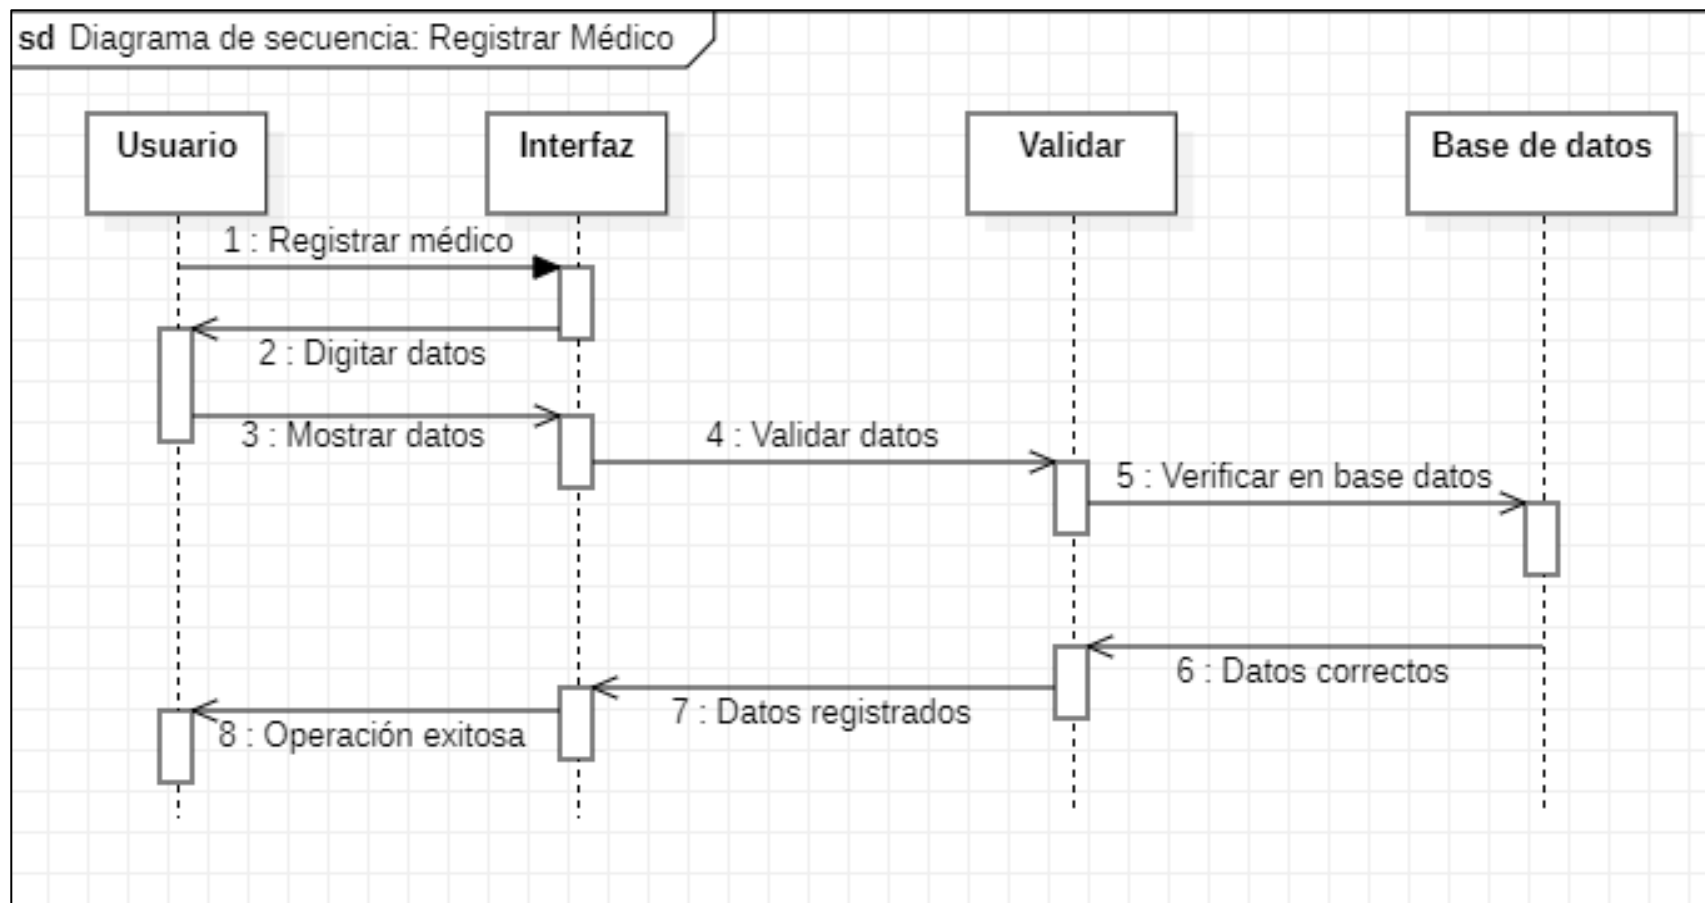 sd Diagrama de secuencia: Registrar Médico
Usuario
Interfaz
Validar
Base de datos
1 : Registrar médico
2 : Digitar datos
3 : Mostrar datos
4 : Validar datos
5 : Verificar en base datos
6 : Datos correctos
7 : Datos registrados
8 : Operación exitosa